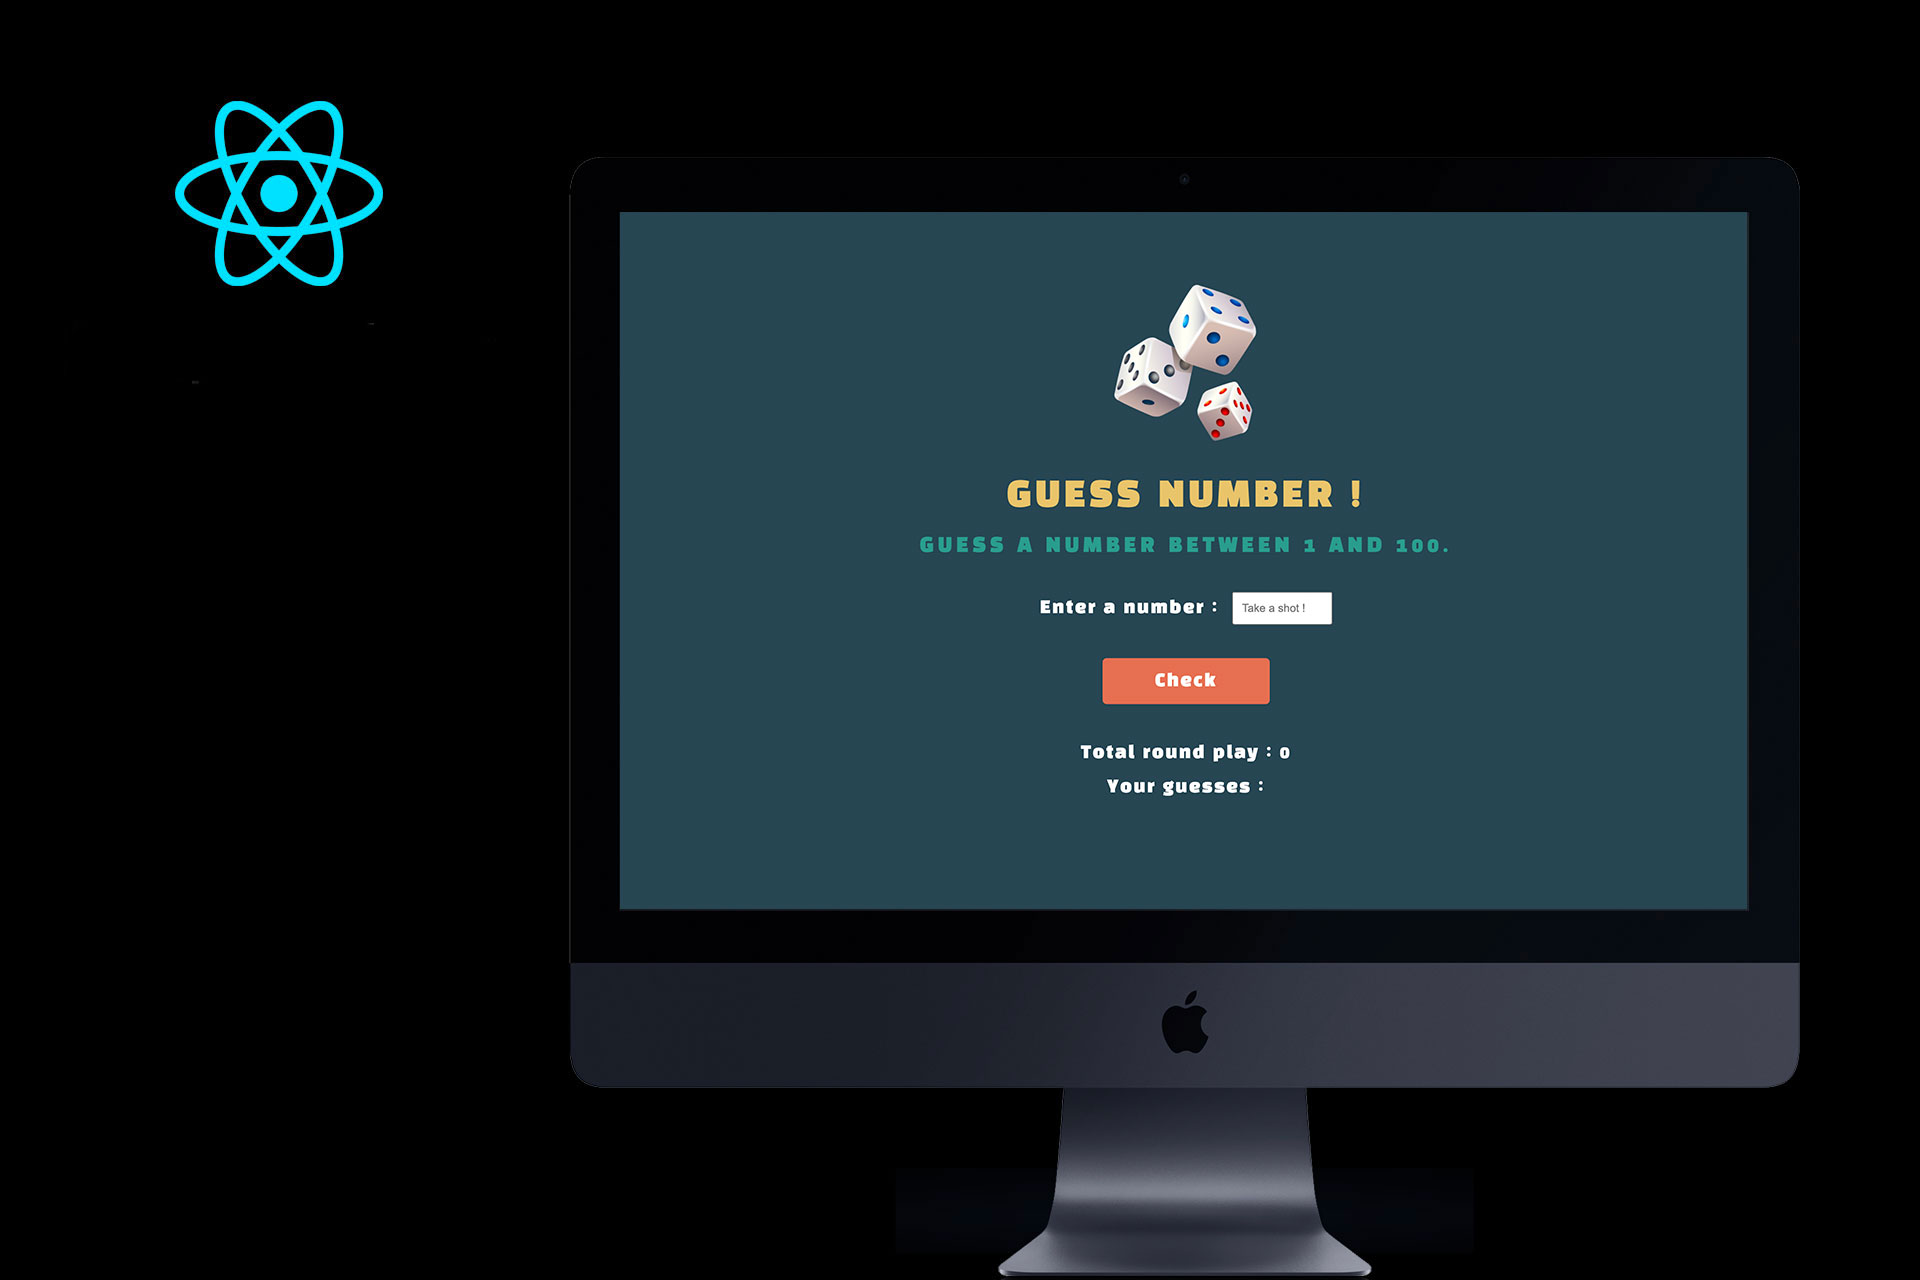 GUESS NUMBER !
GUESS A NUMBER BETWEEN 1 AND 100.
Enter a number : Take a shot !
Check
Total round play : 0
Your guesses :